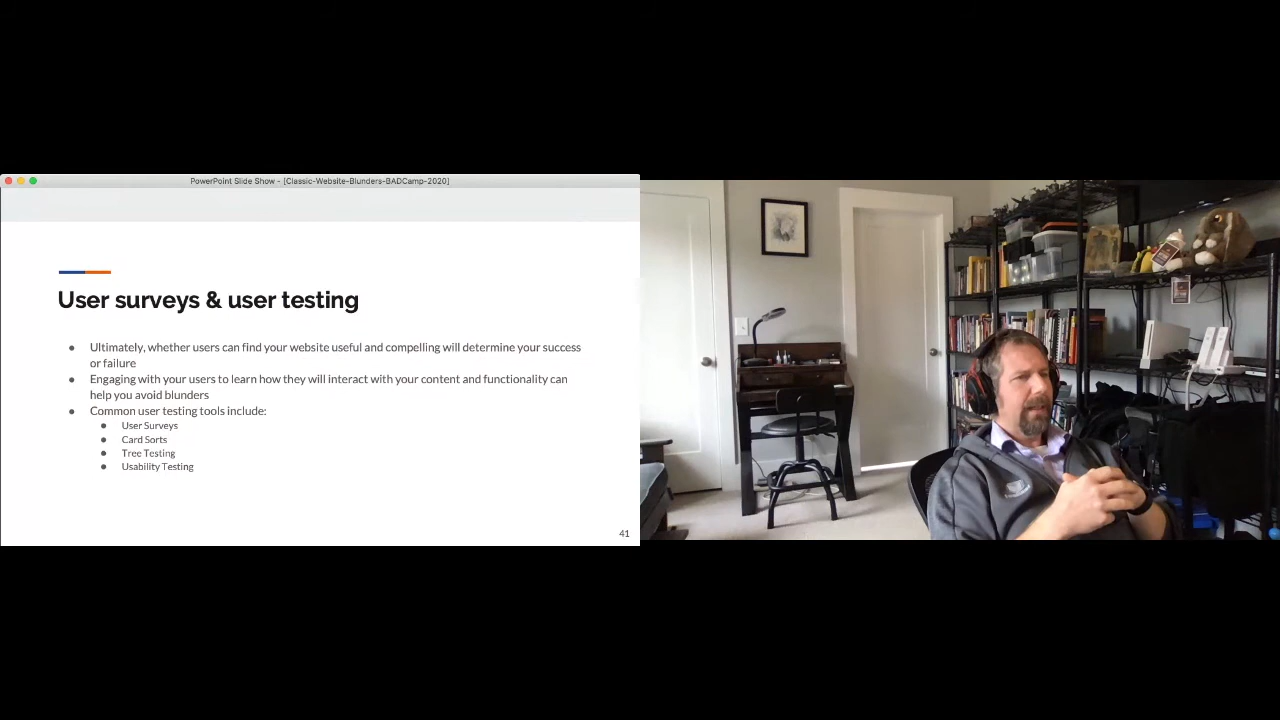 PowerPoint Slide Show - [Classic-Website-Blunders-BADCamp-2020]
User surveys & user testing
● Ultimately, whether users can find your website useful and compelling will determine your success
or failure
● Engaging with your users to learn how they will interact with your content and functionality can
help you avoid blunders
● Common user testing tools include:
● User Surveys
● Card Sorts
● Tree Testing
● Usability Testing
41